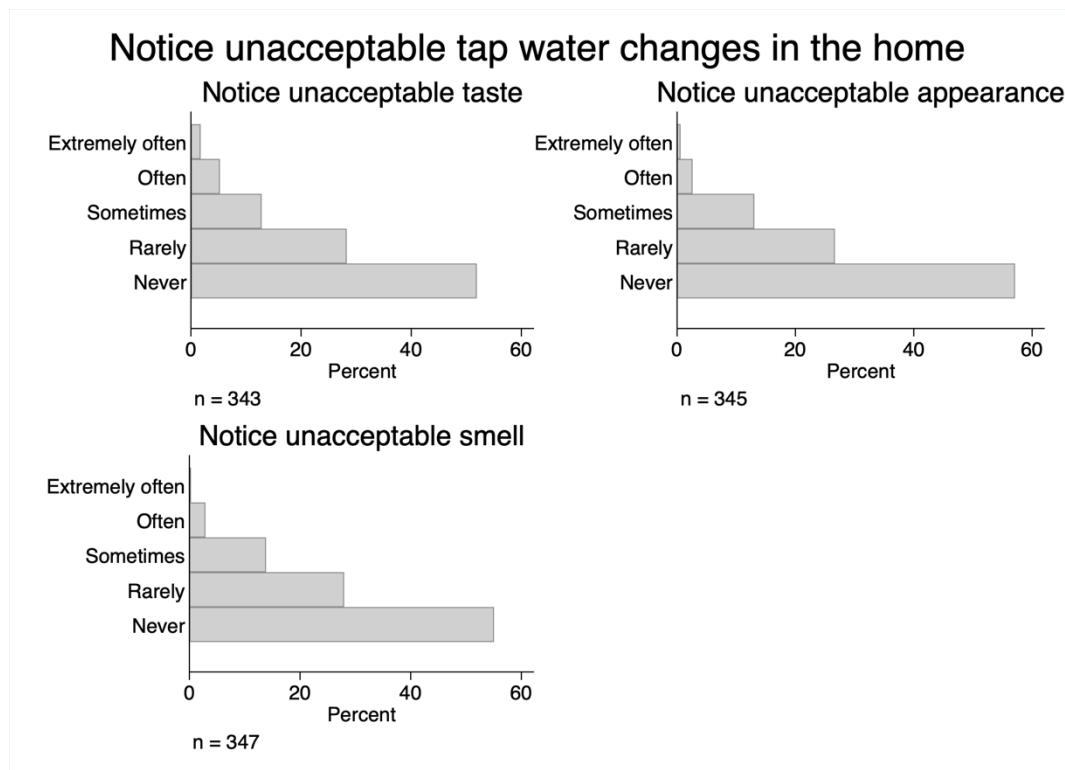 Notice unacceptable tap water changes in the home
Notice unacceptable taste
Extremely often
Often
Sometimes
Rarely
Never
0 20 40 60
Percent
n = 343
Notice unacceptable appearance
Extremely often
Often
Sometimes
Rarely
Never
0 20 40 60
Percent
n = 345
Notice unacceptable smell
Extremely often
Often
Sometimes
Rarely
Never
0 20 40 60
Percent
n = 347